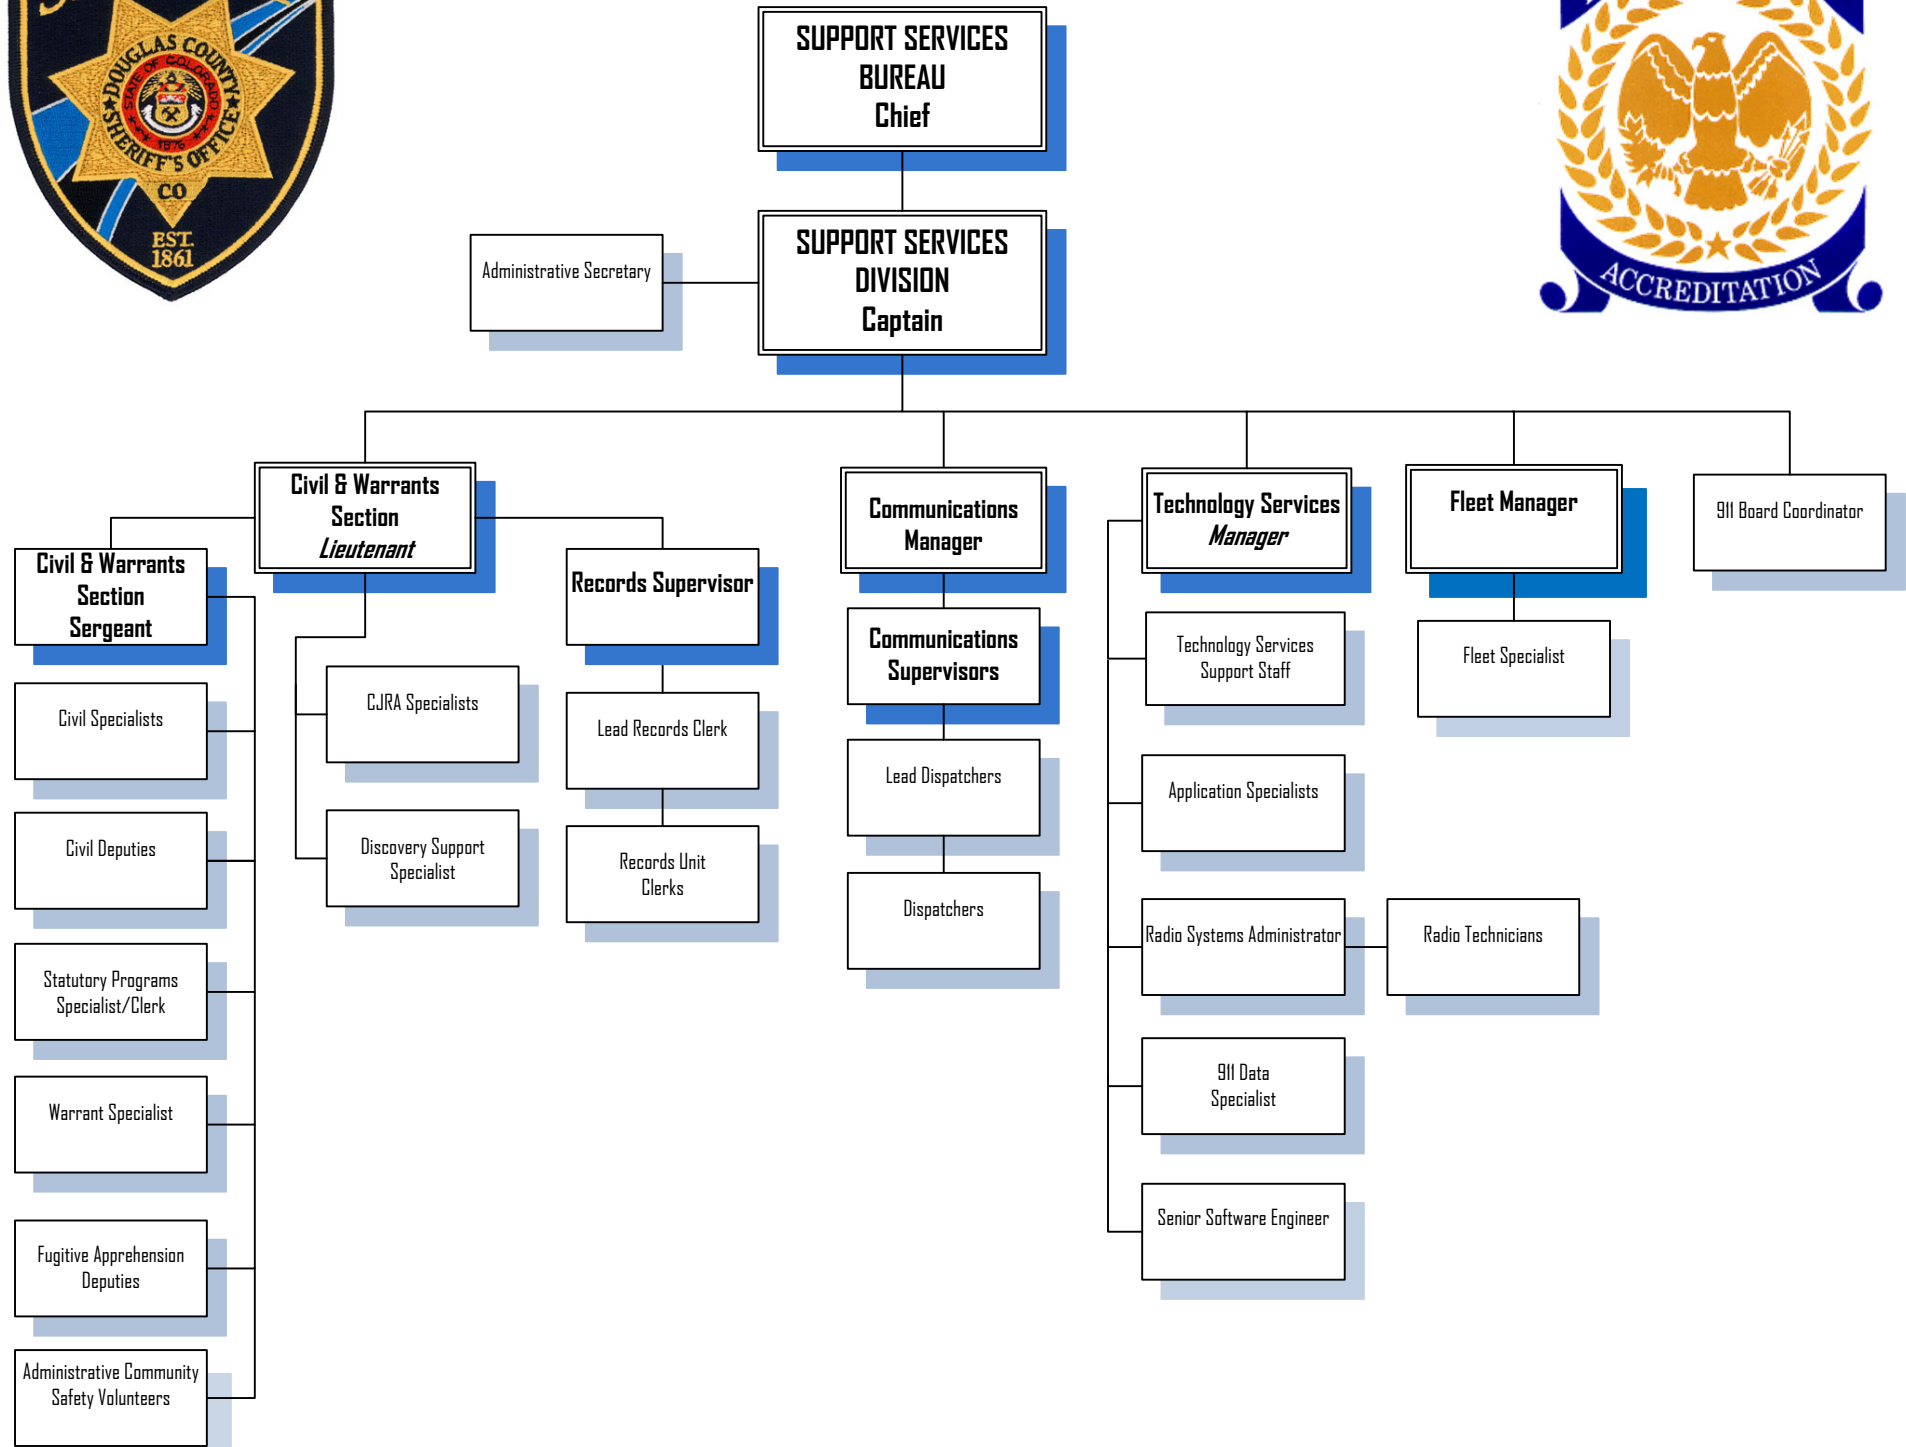 DOUGLAS COUNTY
STATE OF COLORADO
1876
SHERIFF'S OFFICE
CO
EST.
1861
ACCREDITATION
SUPPORT SERVICES
BUREAU
Chief
SUPPORT SERVICES
DIVISION
Captain
Administrative Secretary
Civil & Warrants
Section
Lieutenant
Communications
Manager
Technology Services
Manager
Fleet Manager
911 Board Coordinator
Civil & Warrants
Section
Sergeant
Records Supervisor
Communications
Supervisors
Technology Services
Support Staff
Fleet Specialist
Civil Specialists
CJRA Specialists
Lead Records Clerk
Lead Dispatchers
Application Specialists
Civil Deputies
Discovery Support
Specialist
Records Unit
Clerks
Dispatchers
Radio Systems Administrator
Radio Technicians
Statutory Programs
Specialist/Clerk
911 Data
Specialist
Warrant Specialist
Senior Software Engineer
Fugitive Apprehension
Deputies
Administrative Community
Safety Volunteers